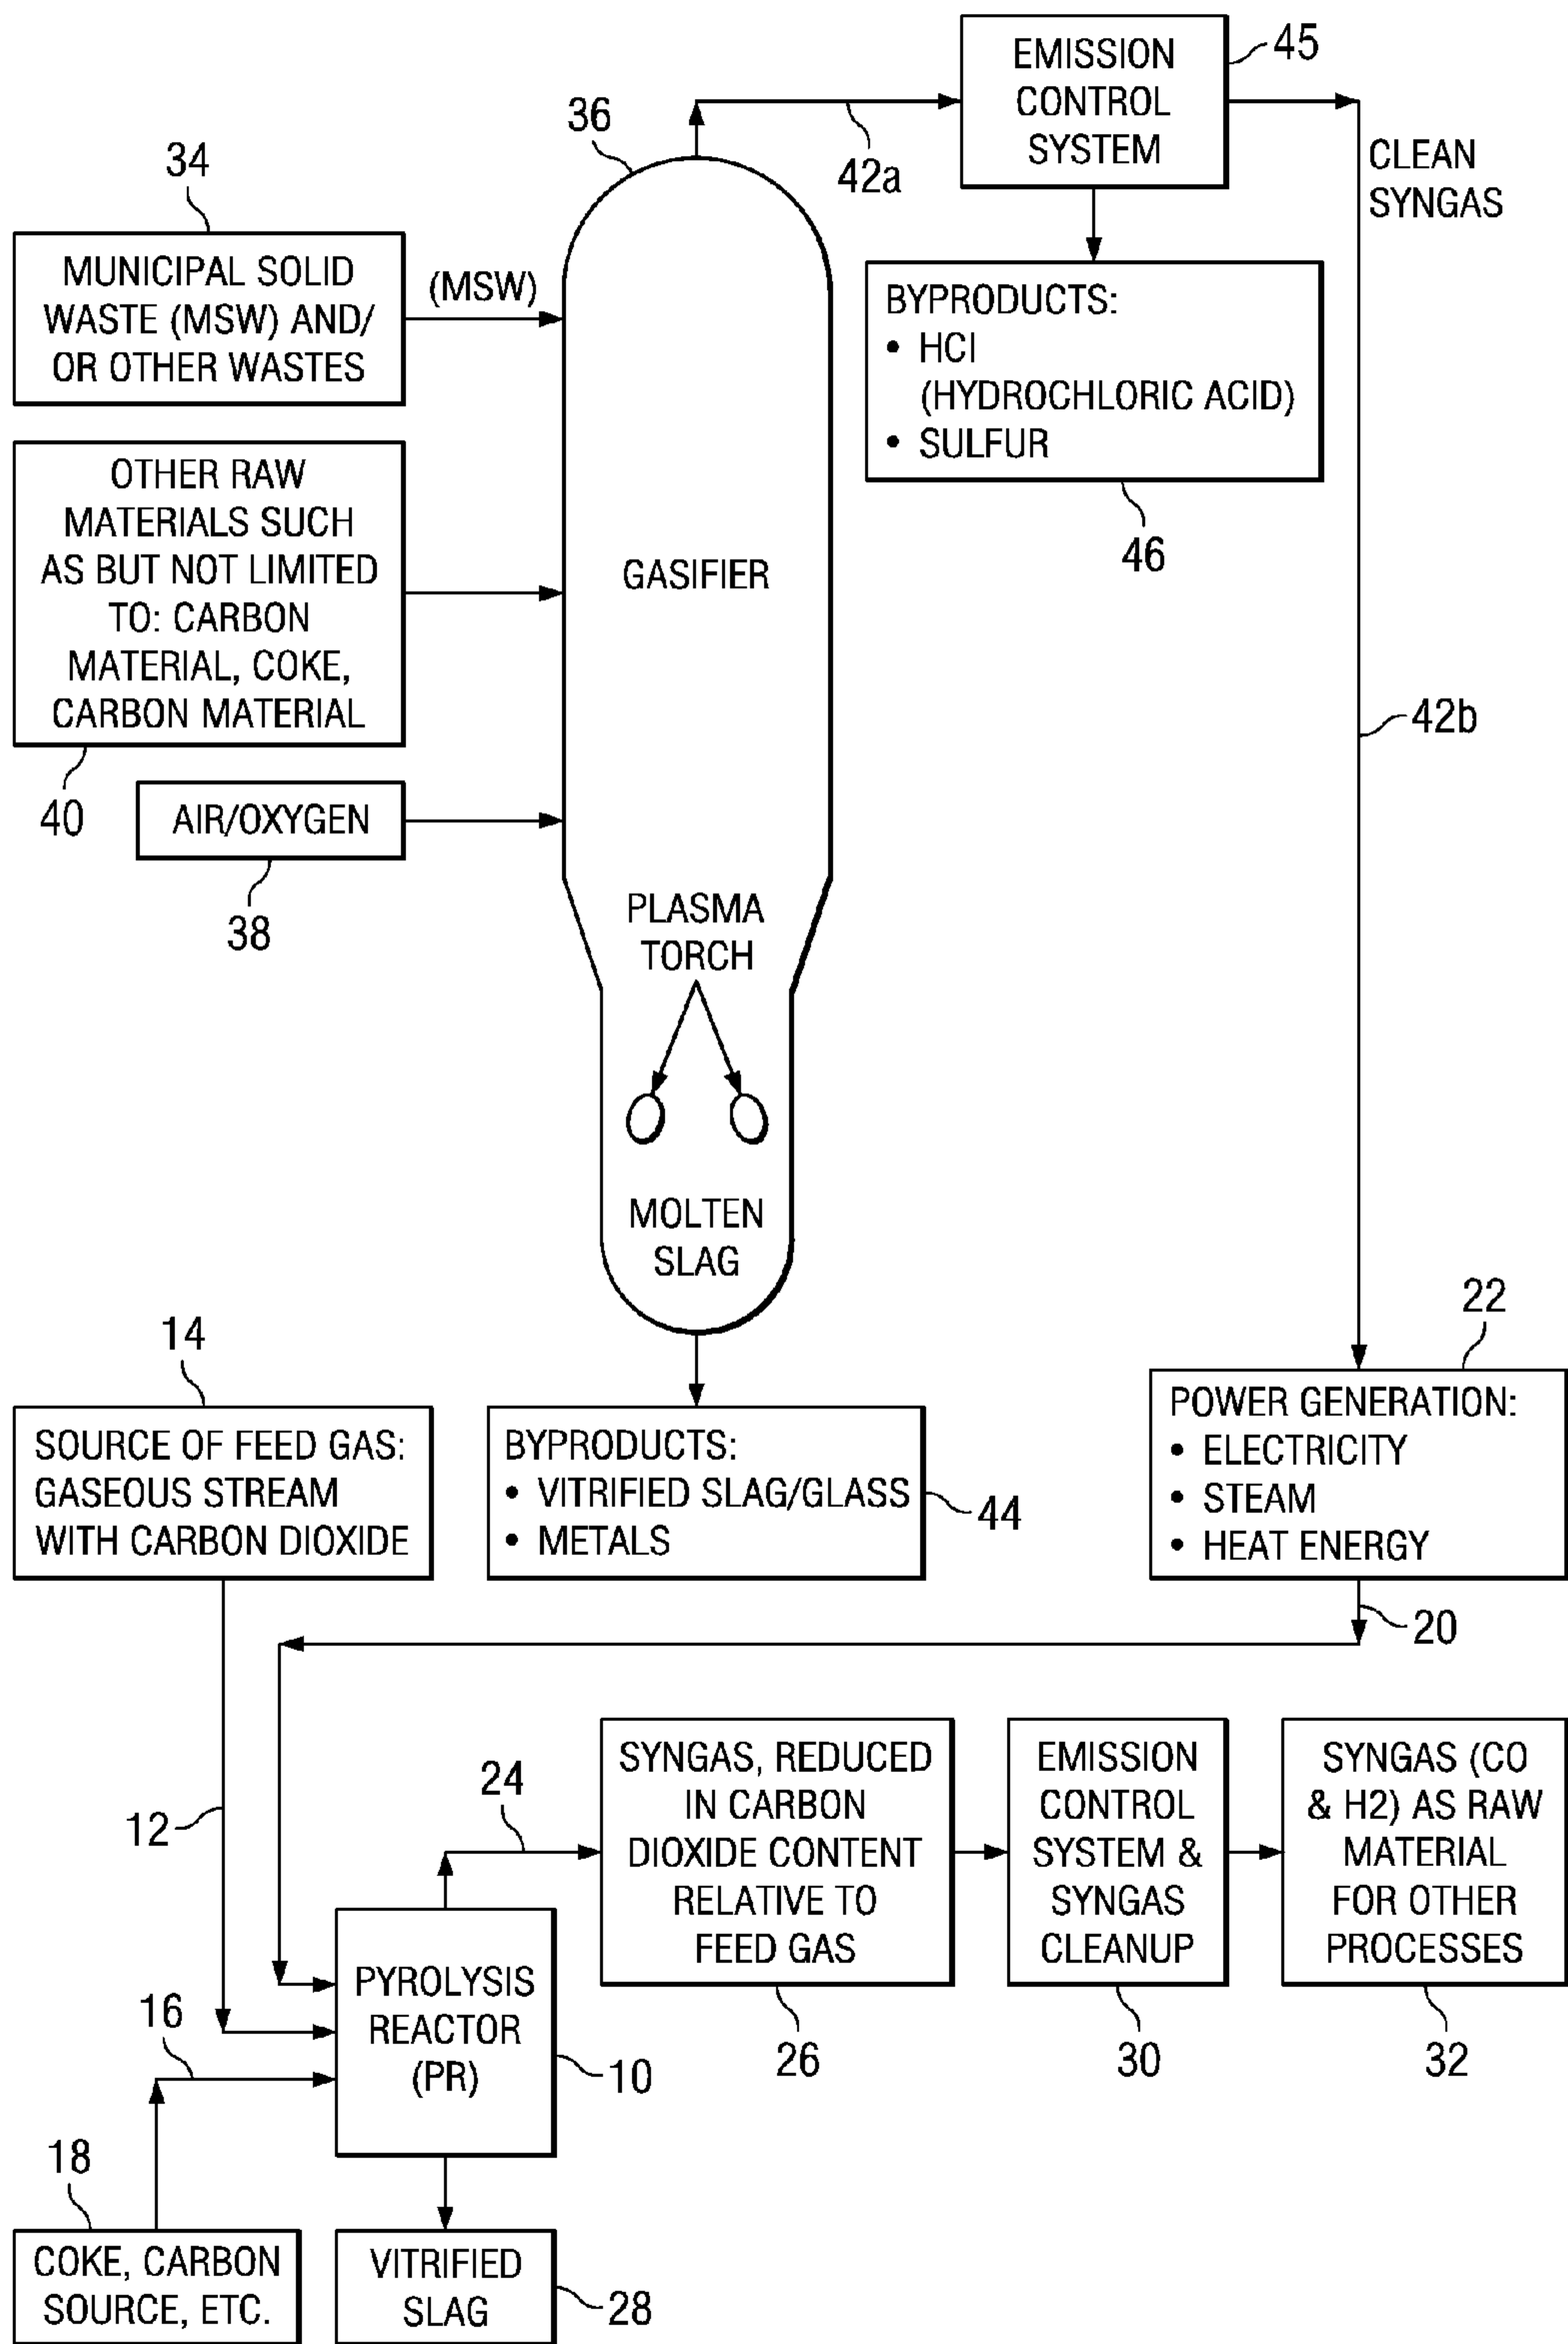 EMISSION
CONTROL
SYSTEM
45
36
42a
CLEAN
SYNGAS
34
MUNICIPAL SOLID
WASTE (MSW) AND/
OR OTHER WASTES
(MSW)
BYPRODUCTS:
• HCl
(HYDROCHLORIC ACID)
• SULFUR
46
OTHER RAW
MATERIALS SUCH
AS BUT NOT LIMITED
TO: CARBON
MATERIAL, COKE,
CARBON MATERIAL
40
GASIFIER
42b
AIR/OXYGEN
38
PLASMA
TORCH
MOLTEN
SLAG
14
SOURCE OF FEED GAS:
GASEOUS STREAM
WITH CARBON DIOXIDE
BYPRODUCTS:
• VITRIFIED SLAG/GLASS
• METALS
44
22
POWER GENERATION:
• ELECTRICITY
• STEAM
• HEAT ENERGY
20
12
24
SYNGAS, REDUCED
IN CARBON
DIOXIDE CONTENT
RELATIVE TO
FEED GAS
26
EMISSION
CONTROL
SYSTEM &
SYNGAS
CLEANUP
30
SYNGAS (CO
& H2) AS RAW
MATERIAL
FOR OTHER
PROCESSES
32
16
PYROLYSIS
REACTOR
(PR)
10
18
COKE, CARBON
SOURCE, ETC.
VITRIFIED
SLAG
28